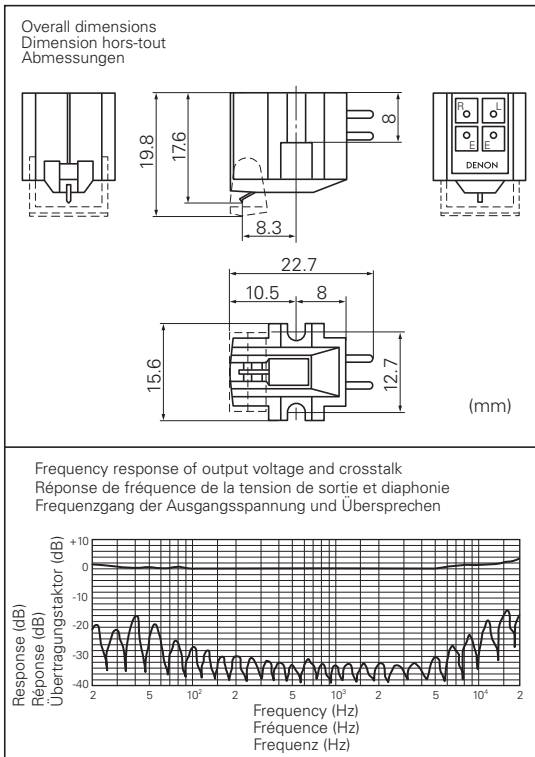 Overall dimensions
Dimension hors-tout
Abmessungen
19.8
17.6
8
8.3
R L
E E
DENON
22.7
10.5 8
15.6
12.7
(mm)
Frequency response of output voltage and crosstalk
Réponse de fréquence de la tension de sortie et diaphonie
Frequenzgang der Ausgangsspannung und Übersprechen
Response (dB)
Réponse (dB)
Übertragungstaktor (dB)
+10
0
-10
-20
-30
-40
2 5 10² 2 5 10³ 2 5 10⁴ 2
Frequency (Hz)
Fréquence (Hz)
Frequenz (Hz)